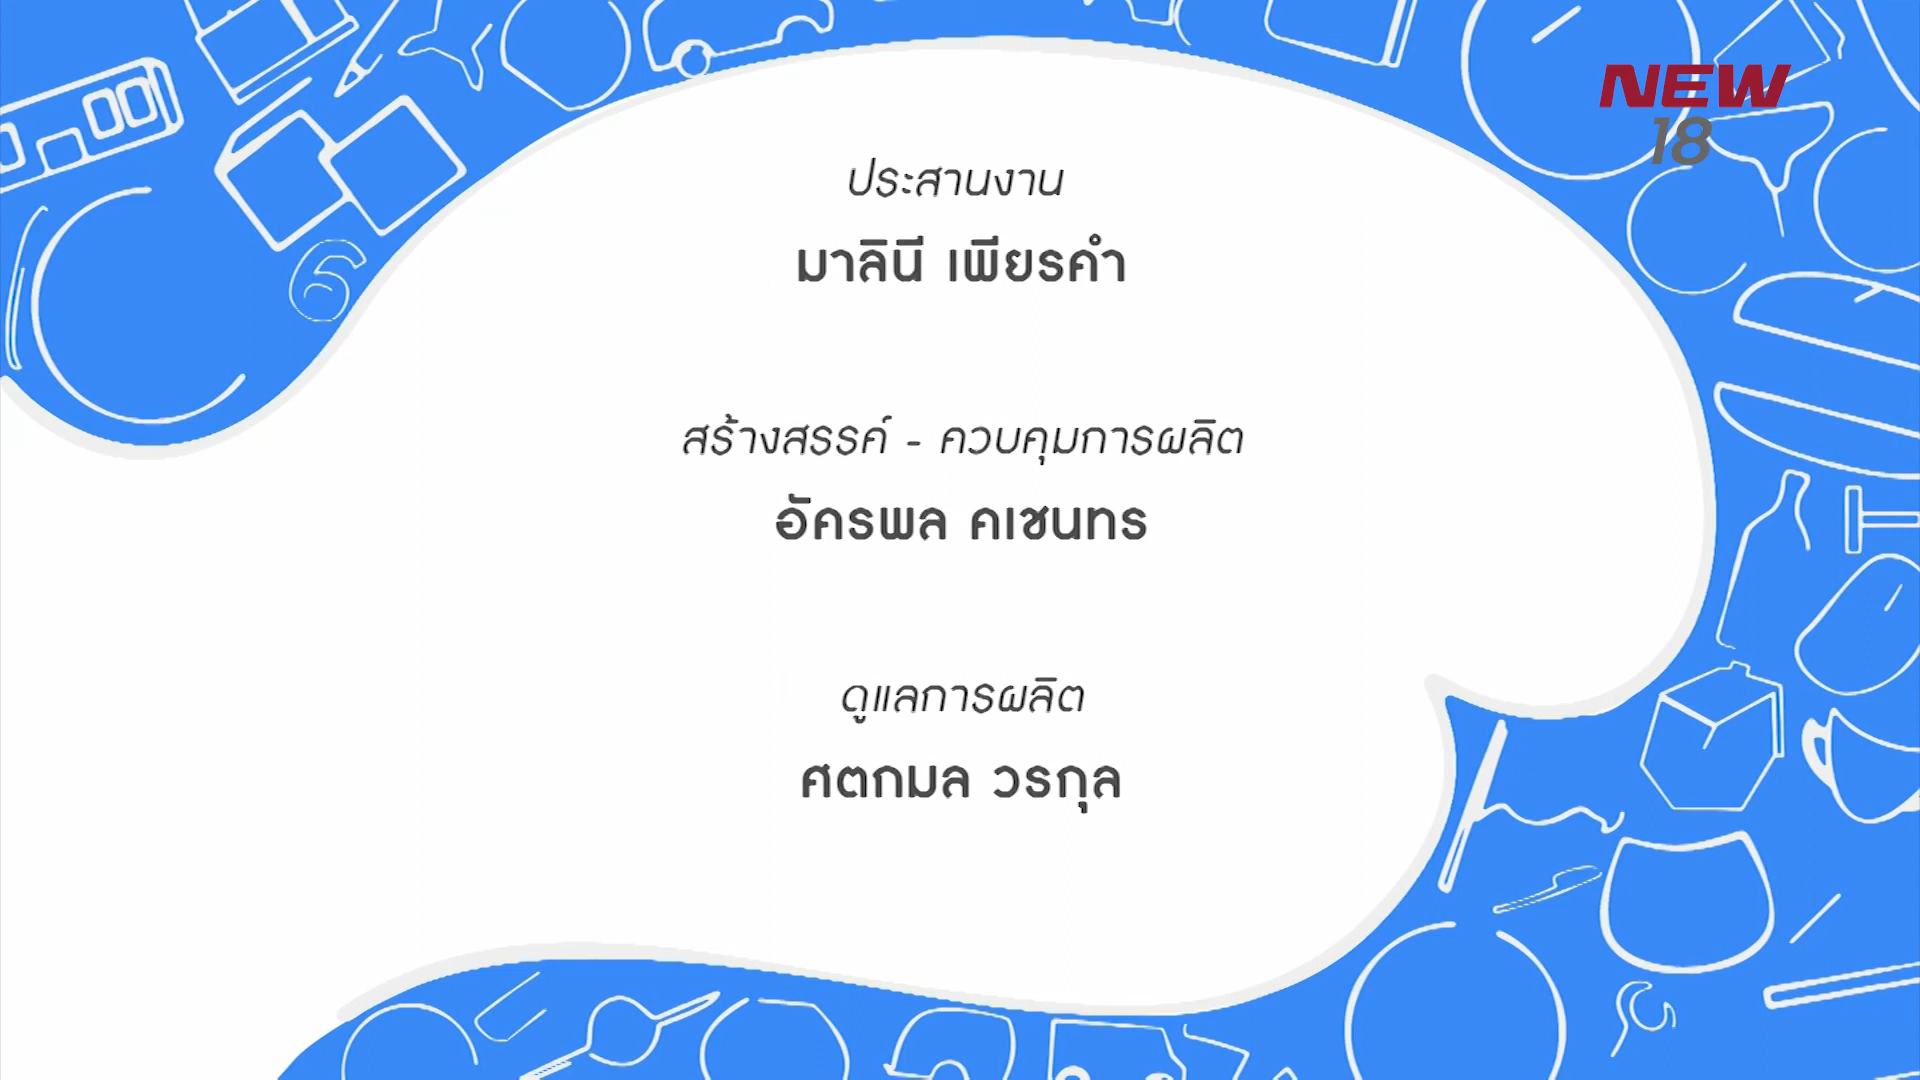 NEW
18
ประสานงาน
มาลินี เพียรคำ
สร้างสรรค์ - ควบคุมการผลิต
อัครพล คเชนทร
ดูแลการผลิต
ศตกมล วรกุล
6